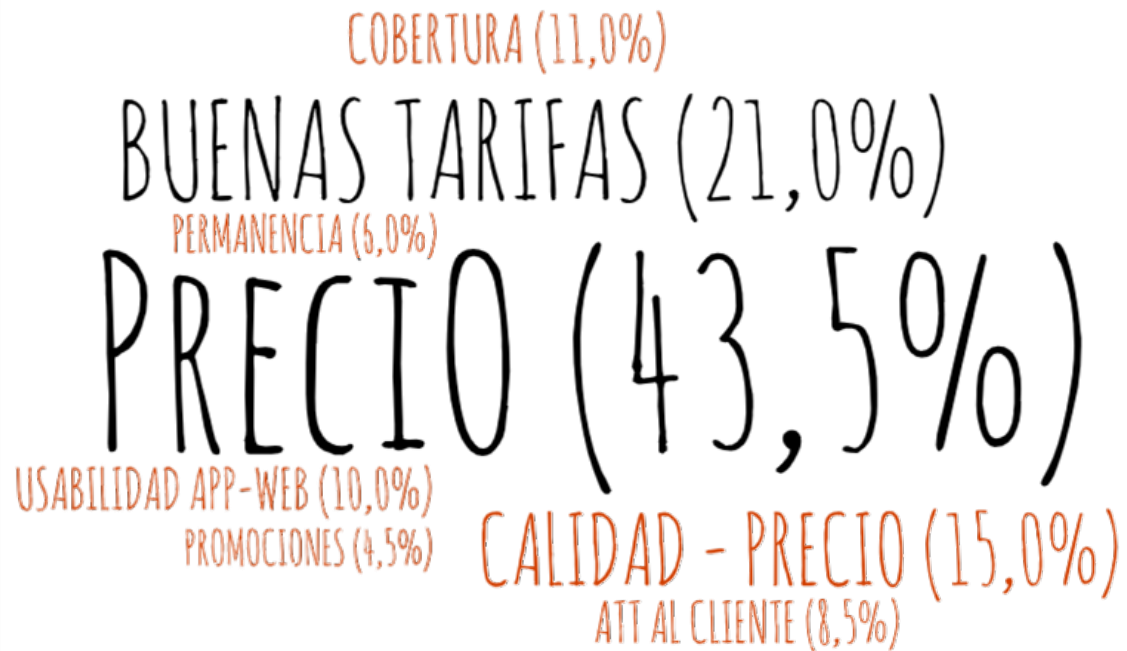 COBERTURA (11,0%)
BUENAS TARIFAS (21,0%)
PERMANENCIA (6,0%)
PRECIO (43,5%)
USABILIDAD APP-WEB (10,0%)
PROMOCIONES (4,5%)
CALIDAD - PRECIO (15,0%)
ATT AL CLIENTE (8,5%)